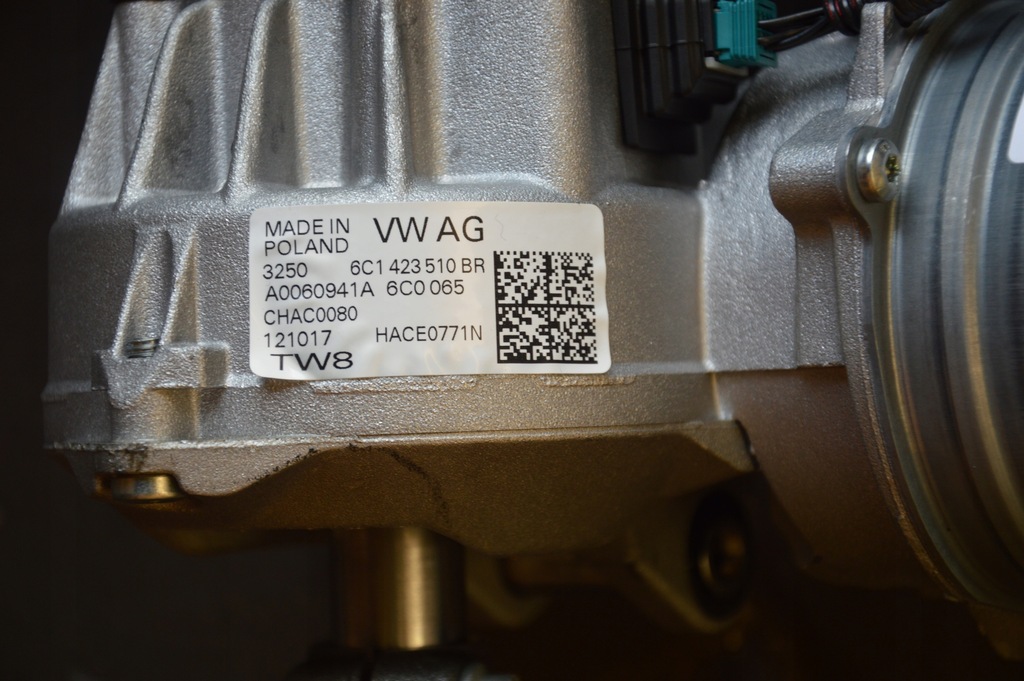 MADE IN VW AG
POLAND
3250 6C1 423 510 BR
A0060941A 6C0 065
CHAC0080
121017 HACE0771N
TW8